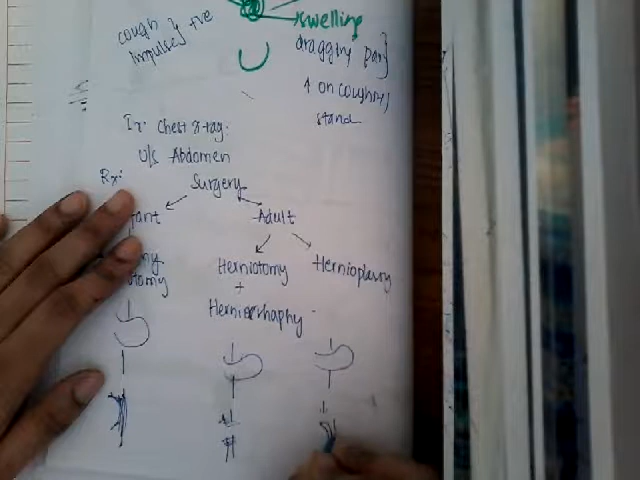 swelling
cough } +ve
impulse
dragging pain]
↑ on coughing,
stand
Ix: Chest X-ray:
U/S Abdomen
Rx:
Surgery
Adult
Herniotomy
+
Herniorrhaphy
Hernioplasty